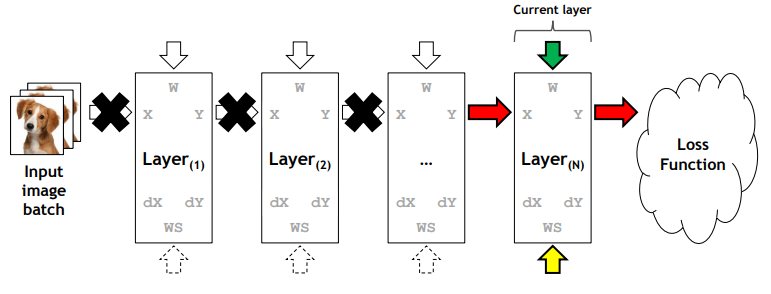 Current layer
W
W
W
W
X
Y
X
Y
X
Y
X
Y
Layer(1)
Layer(2)
...
Layer(N)
Loss
Function
Input
image
batch
dX
dY
dX
dY
dX
dY
dX
dY
WS
WS
WS
WS